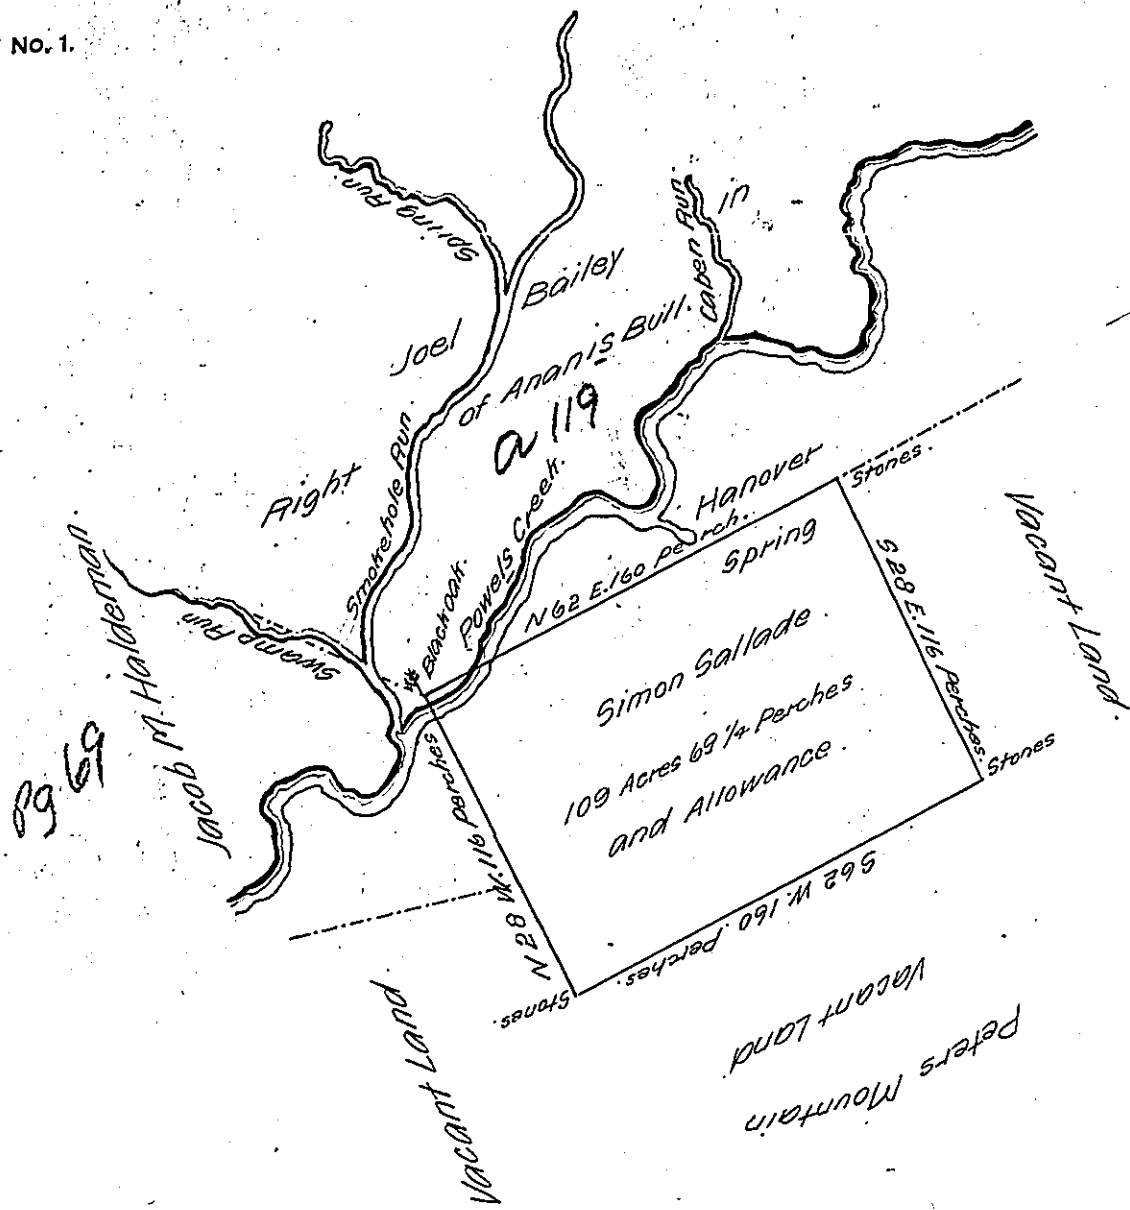 No. 1.
Spring Run
Caben Run
in
Joel Bailey
Right of Ananis Bull.
a 119
Smokehole Run.
Powels Creek.
Blackoak.
Hanover
Stones.
N 62 E. 160 Perch.
Spring
Swamp Run
Jacob M. Haldeman
Pg 69
Simon Sallade
109 Acres 69 1/4 Perches
and Allowance.
S 28 E. 116 Perches.
Vacant Land.
Stones
N 28 W. 116 Perches
S 62 W. 160 Perches.
Stones.
Vacant Land
Vacant Land
Peters Mountain